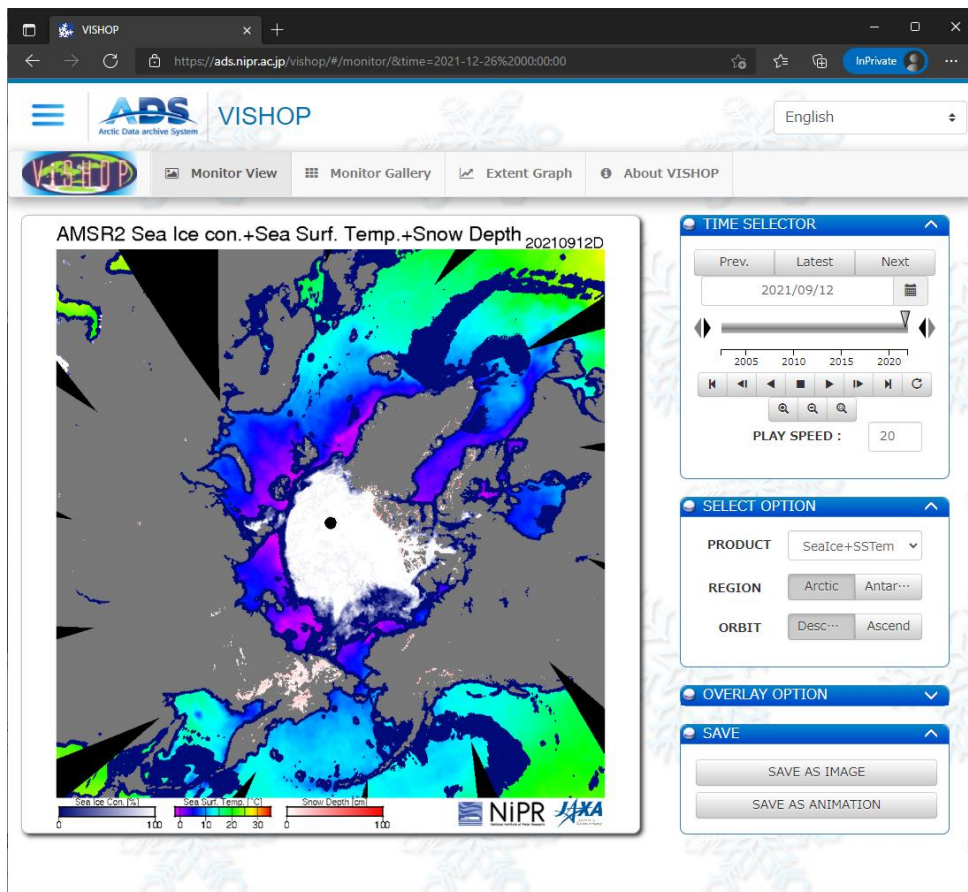 VISHOP
https://ads.nipr.ac.jp/vishop/#/monitor/&time=2021-12-26%2000:00:00
InPrivate
ADS
Arctic Data archive System
VISHOP
English
VISHOP
Monitor View
Monitor Gallery
Extent Graph
About VISHOP
AMSR2 Sea Ice con.+Sea Surf. Temp.+Snow Depth 20210912D
Sea Ice Con. [%]
0 100
Sea Surf. Temp. [°C]
0 10 20 30
Snow Depth [cm]
0 100
NiPR
JAXA
TIME SELECTOR
Prev.
Latest
Next
2021/09/12
2005 2010 2015 2020
PLAY SPEED :
20
SELECT OPTION
PRODUCT
SeaIce+SSTem
REGION
Arctic
Antar···
ORBIT
Desc···
Ascend
OVERLAY OPTION
SAVE
SAVE AS IMAGE
SAVE AS ANIMATION